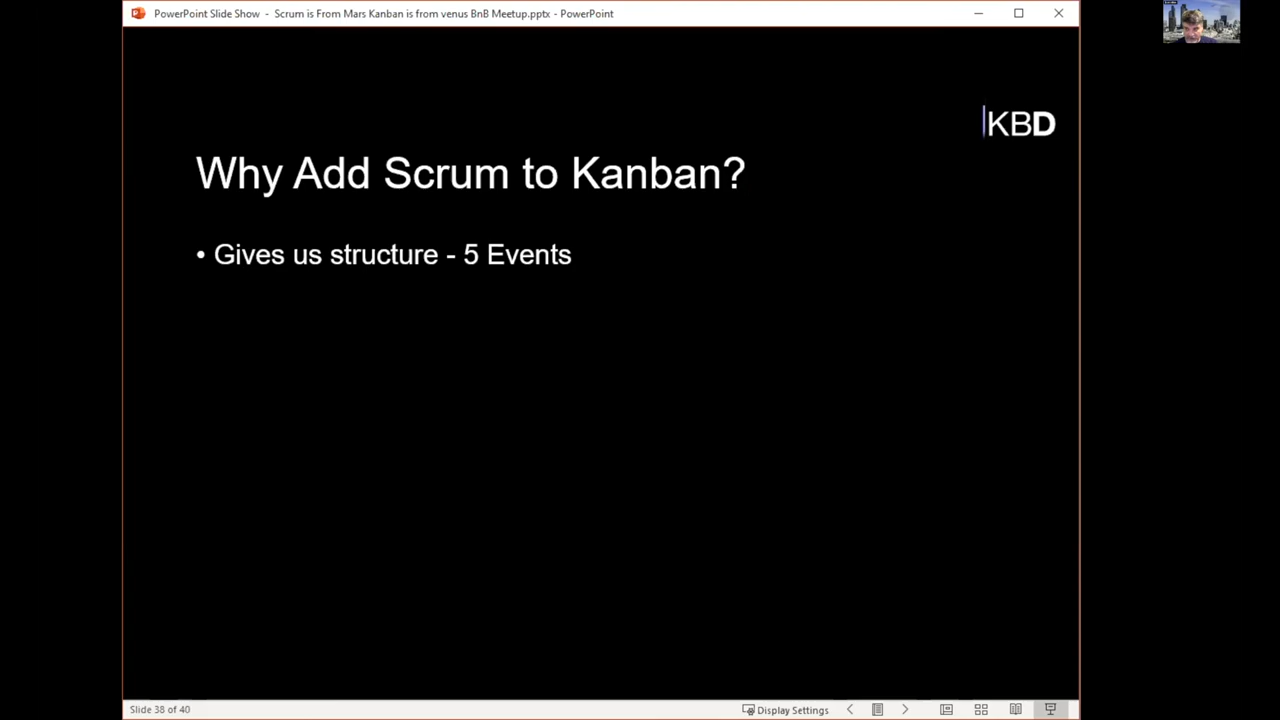 PowerPoint Slide Show - Scrum is From Mars Kanban is from venus BnB Meetup.pptx - PowerPoint
KBD
Why Add Scrum to Kanban?
• Gives us structure - 5 Events
Slide 38 of 40
Display Settings